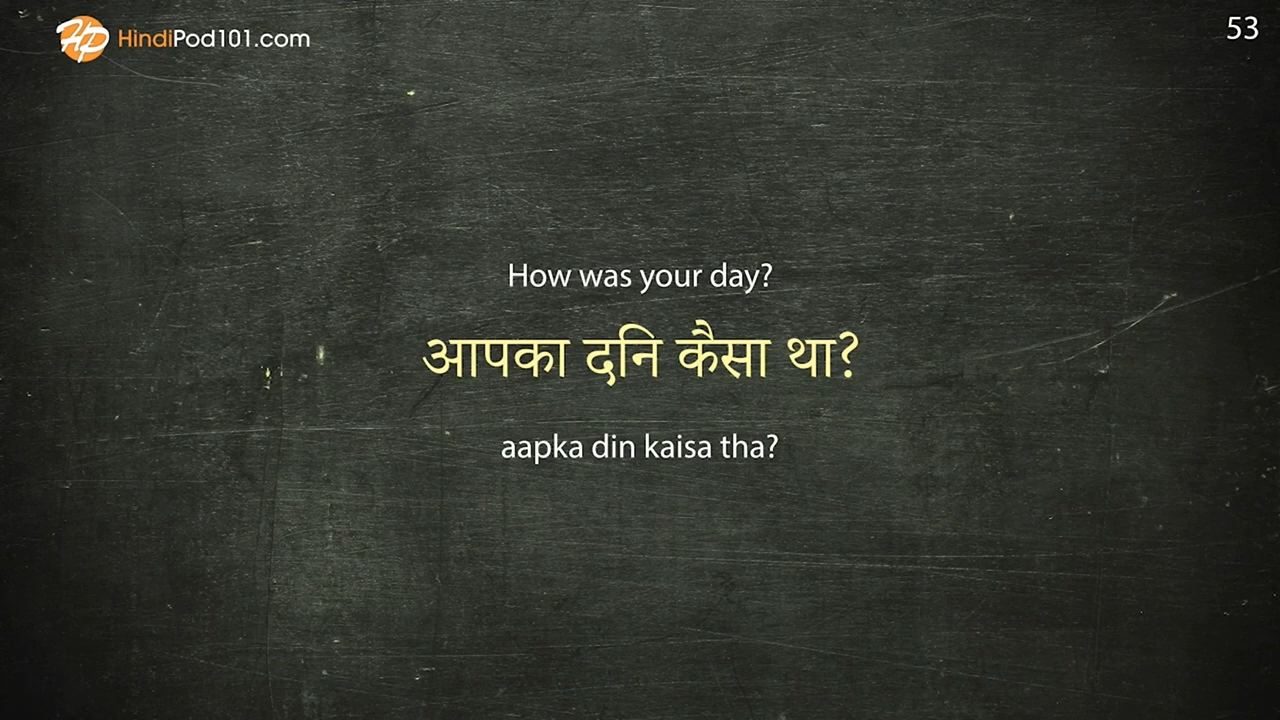 HindiPod101.com
53
How was your day?
आपका दनि कैसा था?
aapka din kaisa tha?